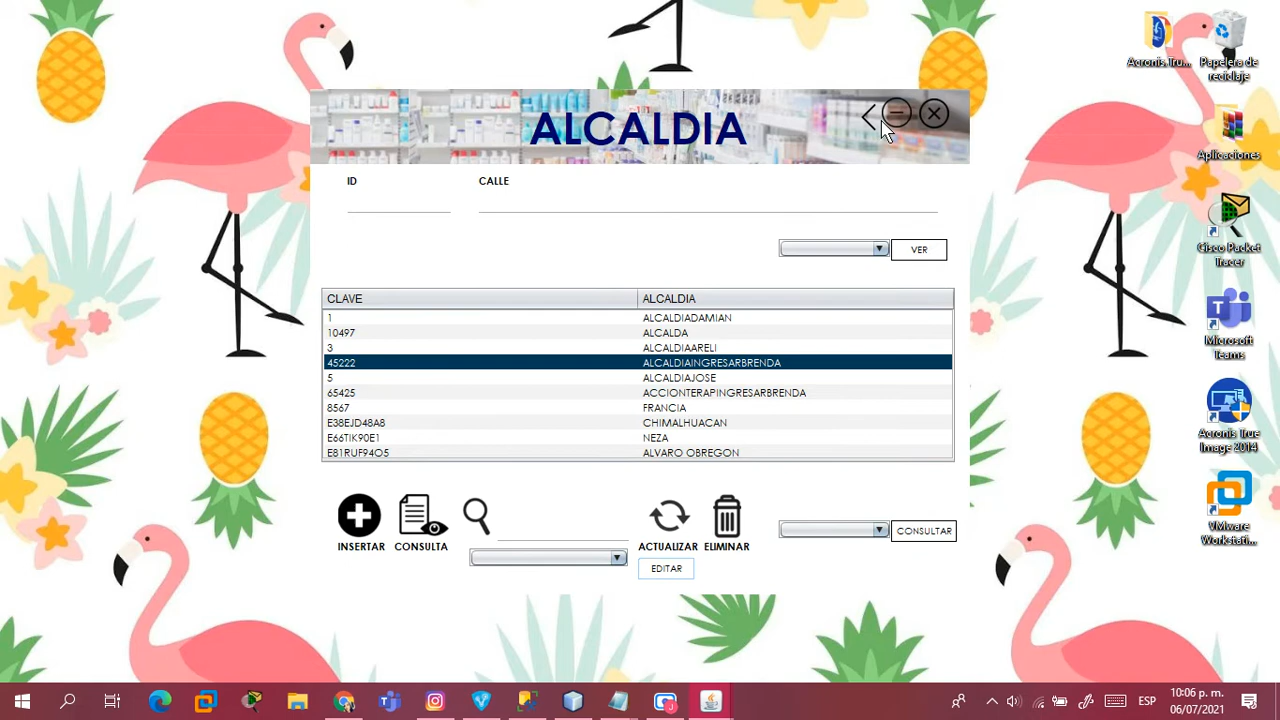 Acronis Tru...
Papelera de
reciclaje
ALCALDIA
Aplicaciones
ID
CALLE
VER
Cisco Packet
Tracer
CLAVE
ALCALDIA
1
ALCALDIADAMIAN
10497
ALCALDA
3
ALCALDIAARELI
45222
ALCALDIAINGRESARBRENDA
5
ALCALDIAJOSE
65425
ACCIONTERAPINGRESARBRENDA
8567
FRANCIA
E38EJD48A8
CHIMALHUACAN
E66TIK90E1
NEZA
E81RUF94O5
ALVARO OBREGON
Microsoft
Teams
Acronis True
Image 2014
VMware
Workstati...
INSERTAR
CONSULTA
ACTUALIZAR
ELIMINAR
CONSULTAR
EDITAR
ESP
10:06 p. m.
06/07/2021